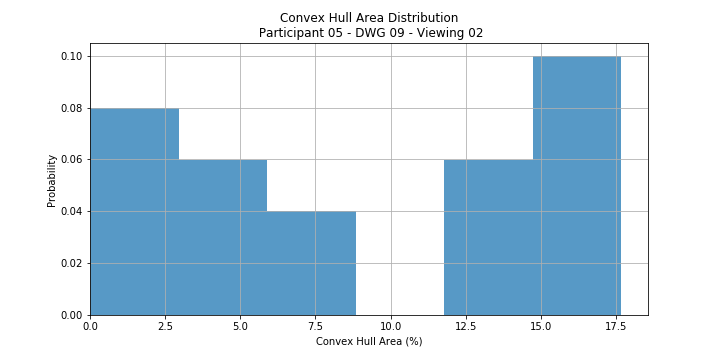 Convex Hull Area Distribution
Participant 05 - DWG 09 - Viewing 02
0.10
0.08
0.06
0.04
0.02
0.00
Probability
0.0 2.5 5.0 7.5 10.0 12.5 15.0 17.5
Convex Hull Area (%)